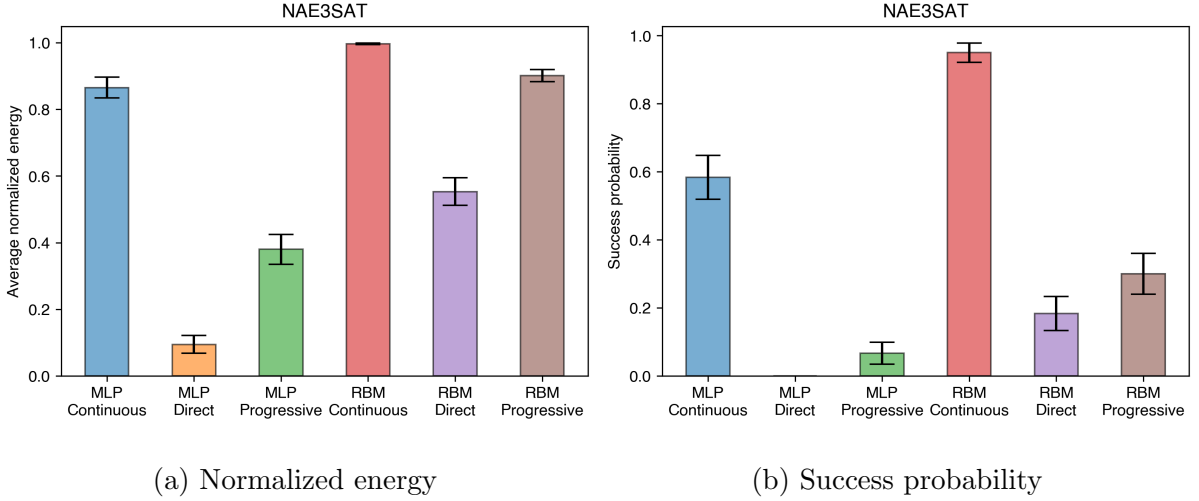 NAE3SAT
Average normalized energy
1.0
0.8
0.6
0.4
0.2
0.0
MLP
Continuous
MLP
Direct
MLP
Progressive
RBM
Continuous
RBM
Direct
RBM
Progressive
(a) Normalized energy
NAE3SAT
Success probability
1.0
0.8
0.6
0.4
0.2
0.0
MLP
Continuous
MLP
Direct
MLP
Progressive
RBM
Continuous
RBM
Direct
RBM
Progressive
(b) Success probability